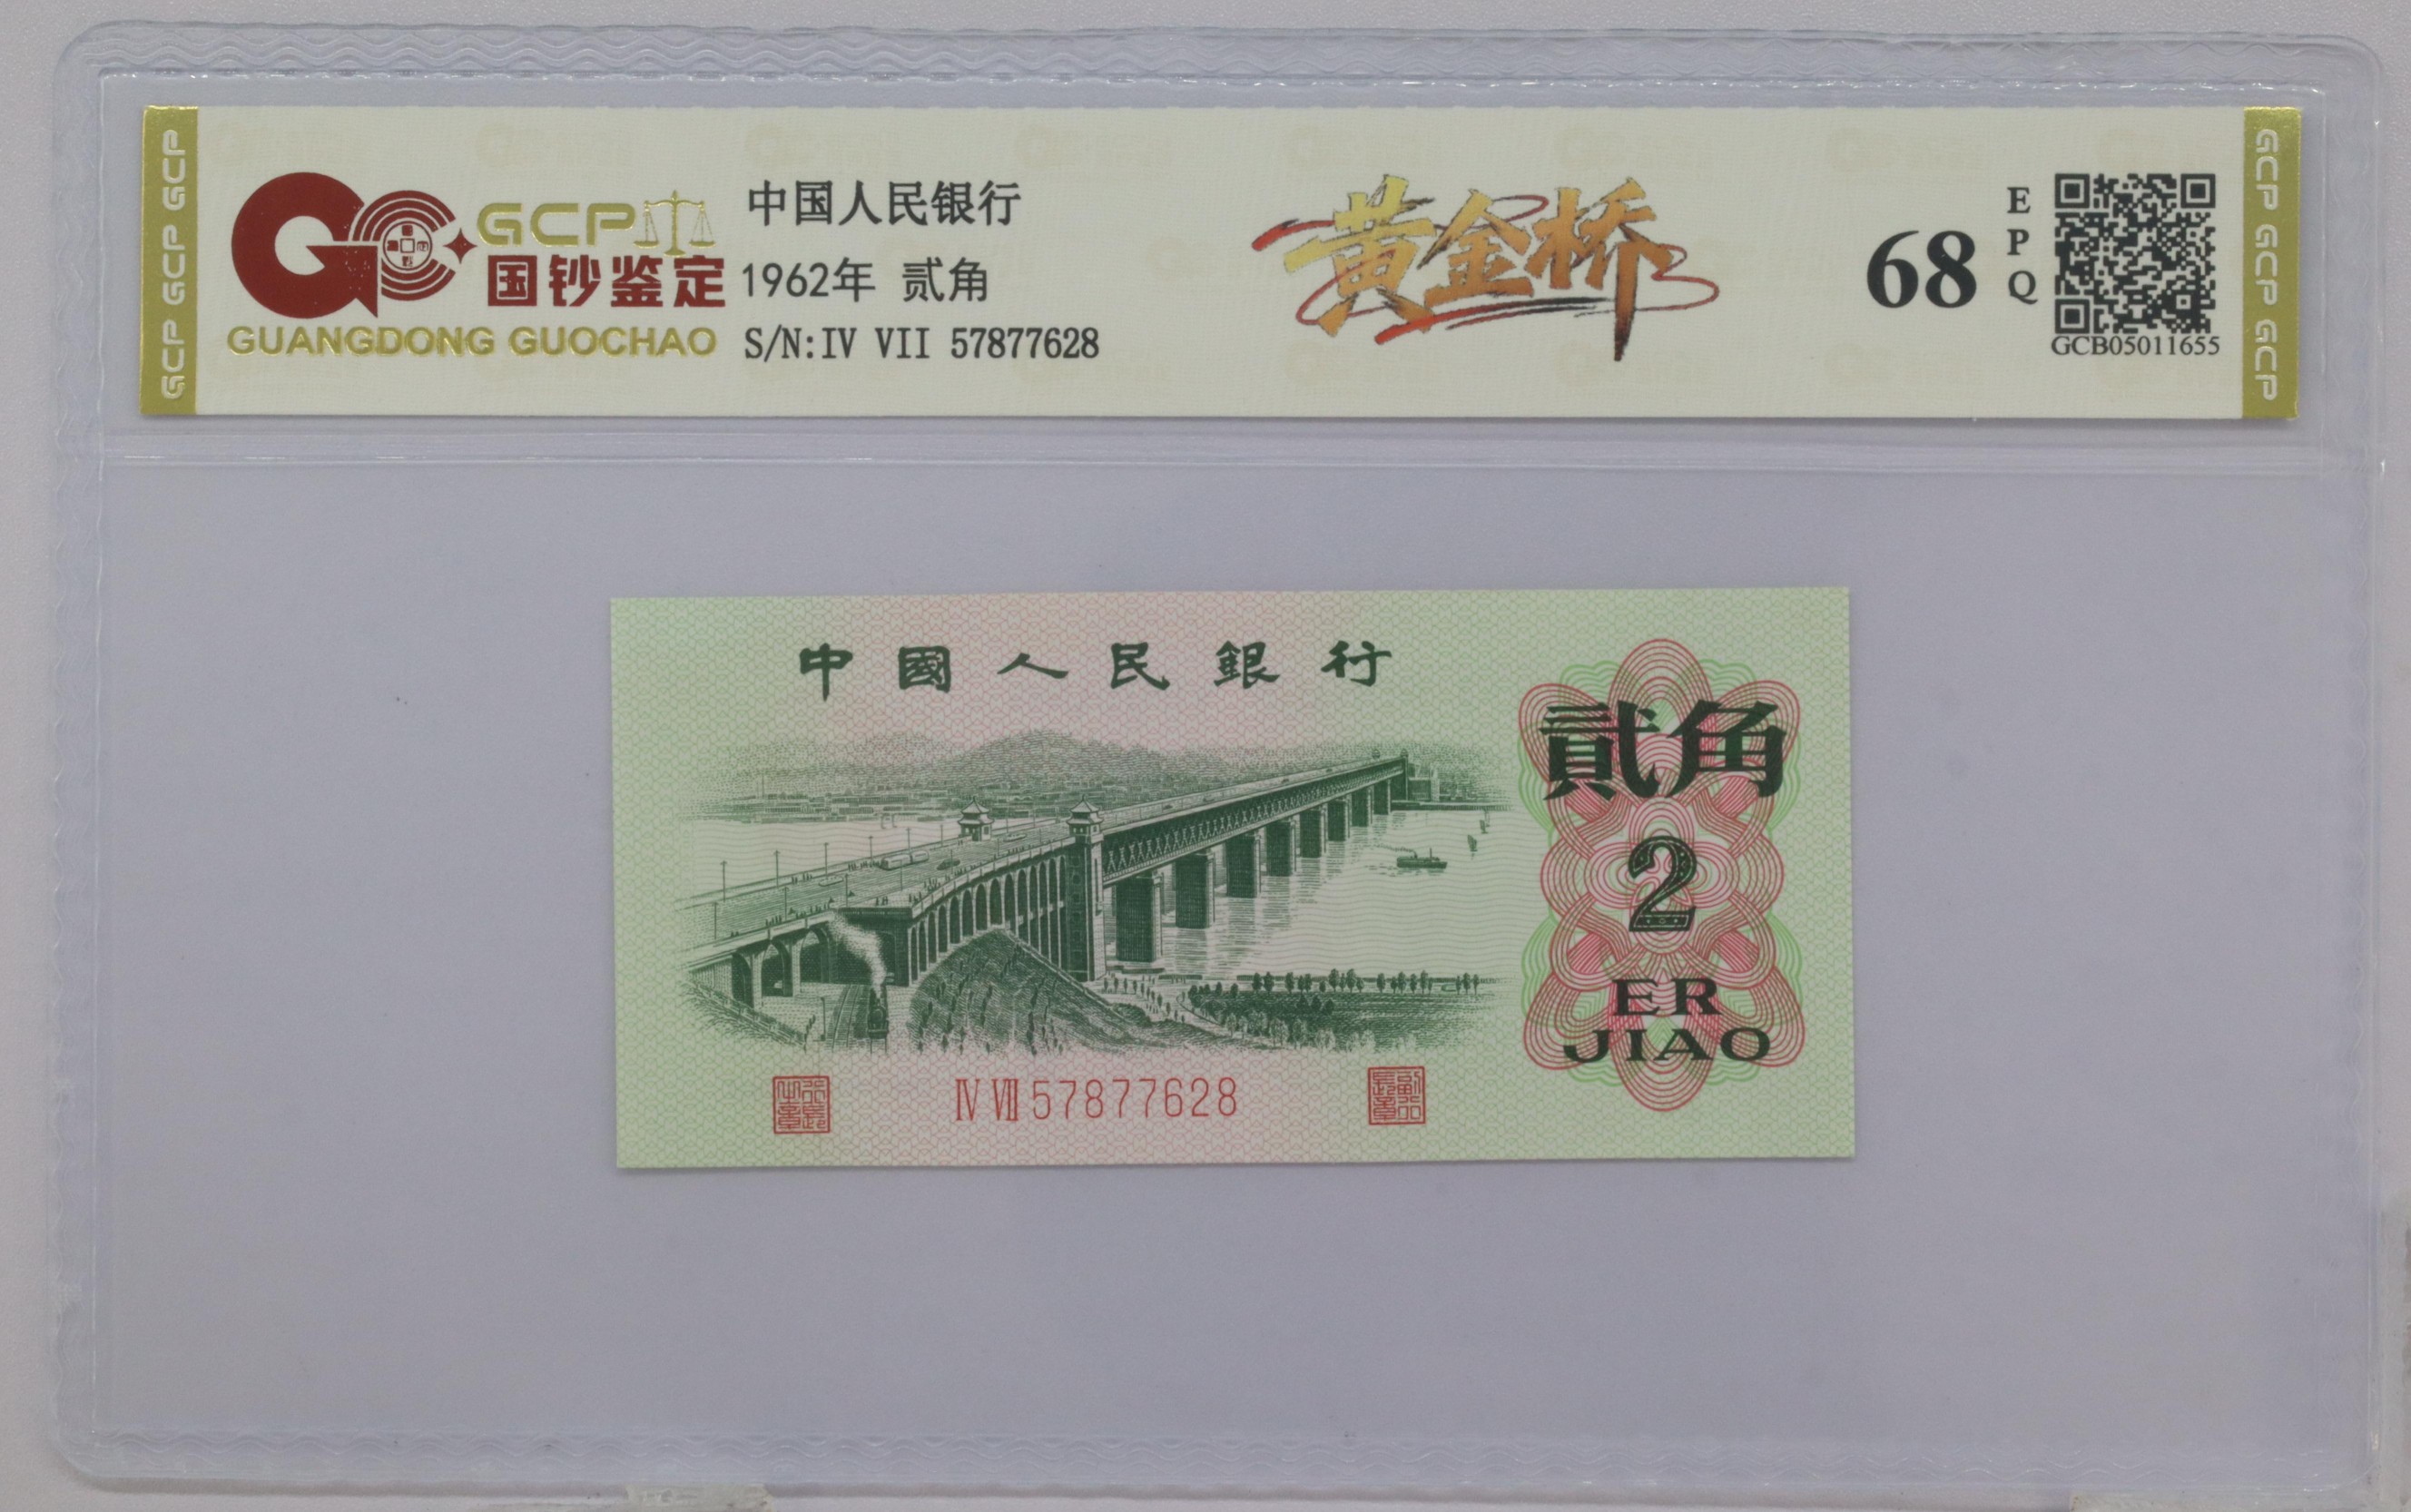 GCP GCP GCP
GCP
国钞鉴定
GUANGDONG GUOCHAO
中国人民银行
1962年 贰角
S/N:IV VII 57877628
黄金桥
68
EPQ
GCB05011655
GCP GCP GCP
中國人民銀行
貳角
2
ER
JIAO
IV VII 57877628